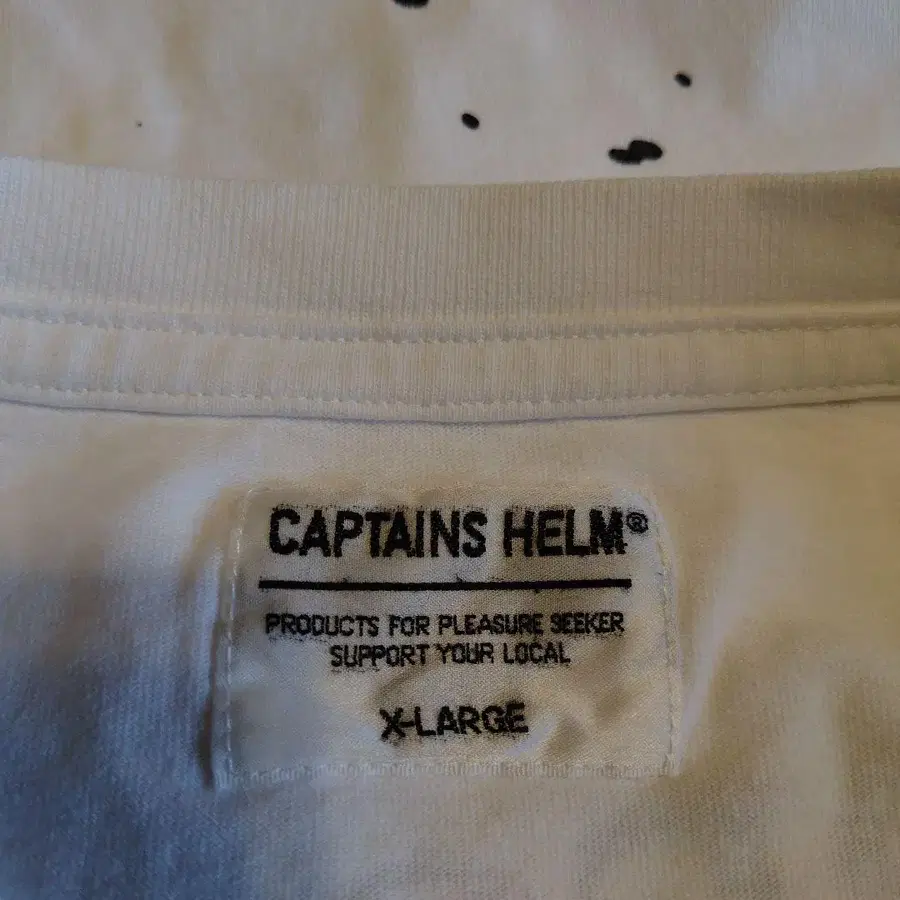 CAPTAINS HELM®
PRODUCTS FOR PLEASURE SEEKER
SUPPORT YOUR LOCAL
X-LARGE